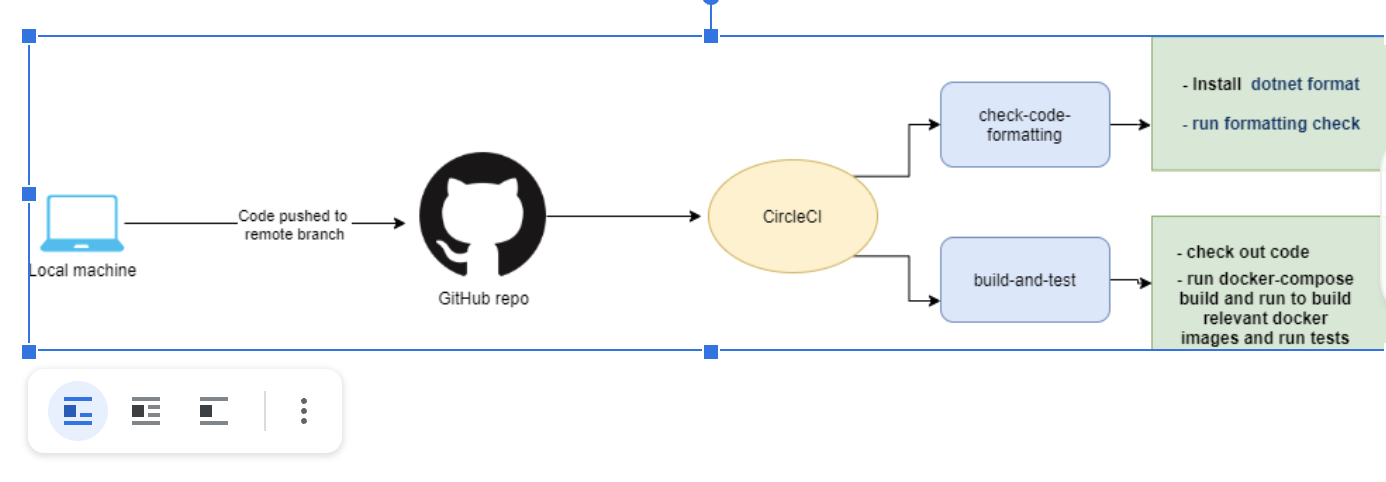 Local machine
Code pushed to
remote branch
GitHub repo
CircleCI
check-code-
formatting
- Install dotnet format
- run formatting check
build-and-test
- check out code
- run docker-compose
build and run to build
relevant docker
images and run tests